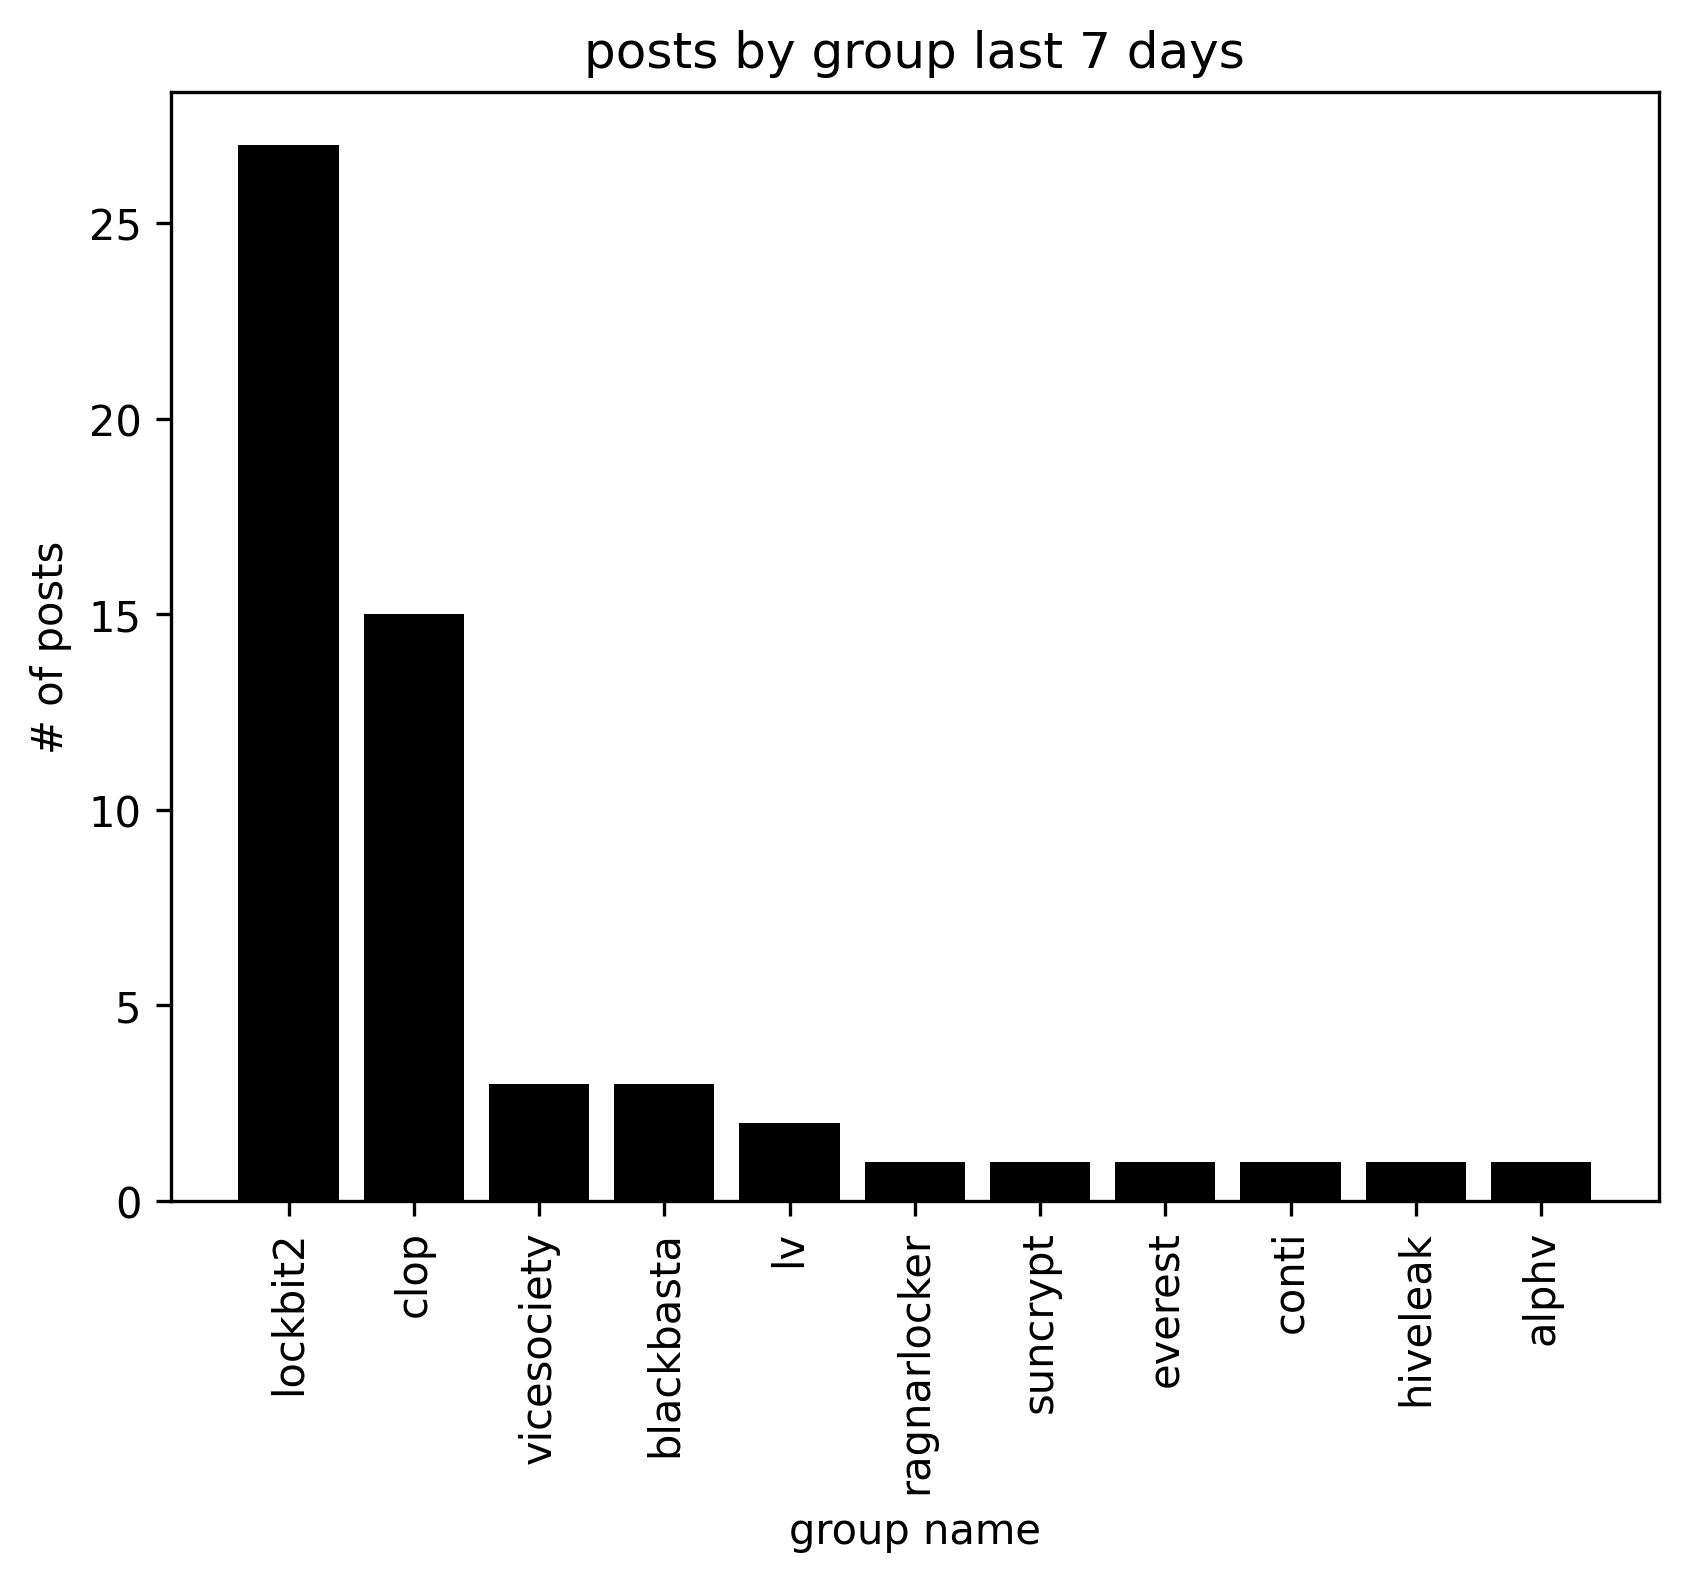 posts by group last 7 days
# of posts
25
20
15
10
5
0
lockbit2
clop
vicesociety
blackbasta
lv
ragnarlocker
suncrypt
everest
conti
hiveleak
alphv
group name